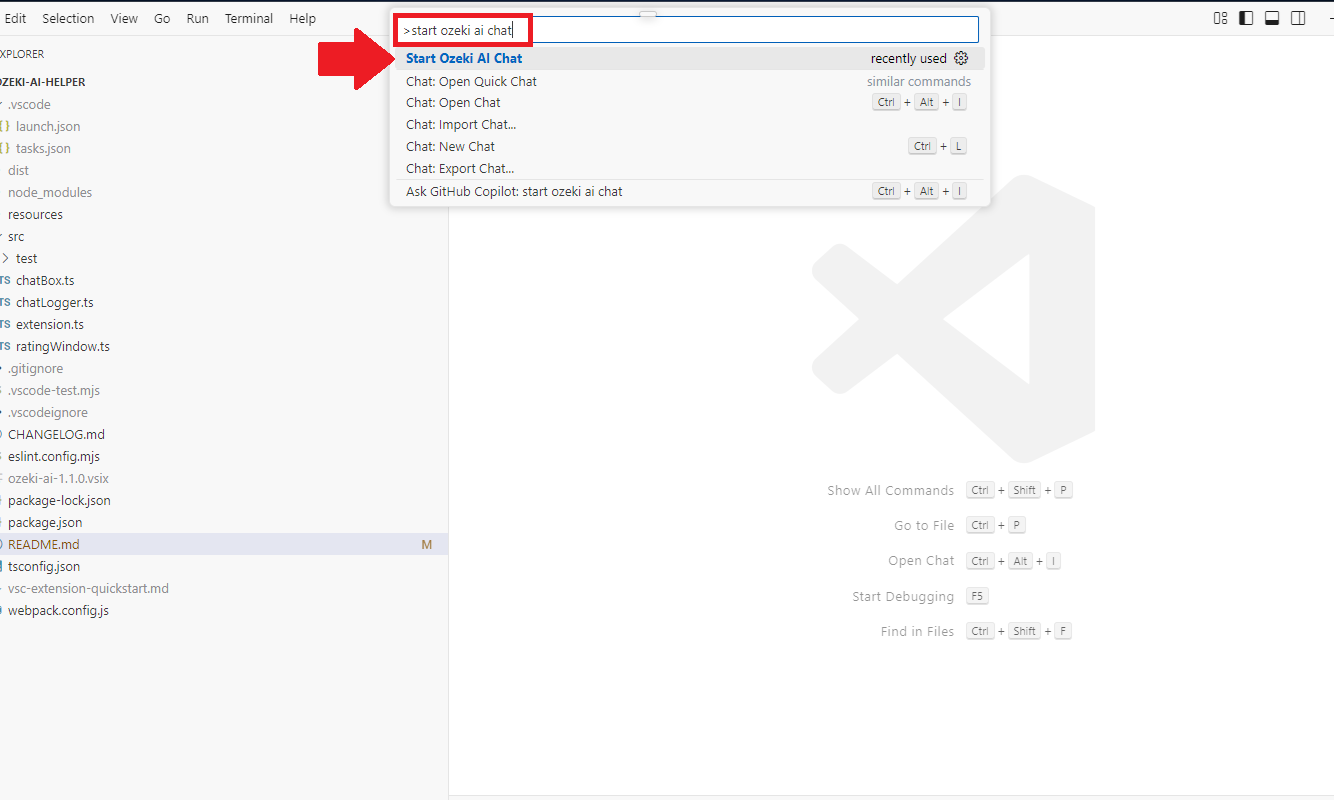 Edit Selection View Go Run Terminal Help
>start ozeki ai chat
Start Ozeki AI Chat recently used
Chat: Open Quick Chat similar commands
Chat: Open Chat Ctrl + Alt + I
Chat: Import Chat...
Chat: New Chat Ctrl + L
Chat: Export Chat...
Ask GitHub Copilot: start ozeki ai chat Ctrl + Alt + I
XPLORER
OZEKI-AI-HELPER
.vscode
{} launch.json
{} tasks.json
dist
node_modules
resources
src
test
TS chatBox.ts
TS chatLogger.ts
TS extension.ts
TS ratingWindow.ts
.gitignore
.vscode-test.mjs
.vscodeignore
CHANGELOG.md
eslint.config.mjs
ozeki-ai-1.1.0.vsix
package-lock.json
package.json
README.md M
tsconfig.json
vsc-extension-quickstart.md
webpack.config.js
Show All Commands Ctrl + Shift + P
Go to File Ctrl + P
Open Chat Ctrl + Alt + I
Start Debugging F5
Find in Files Ctrl + Shift + F